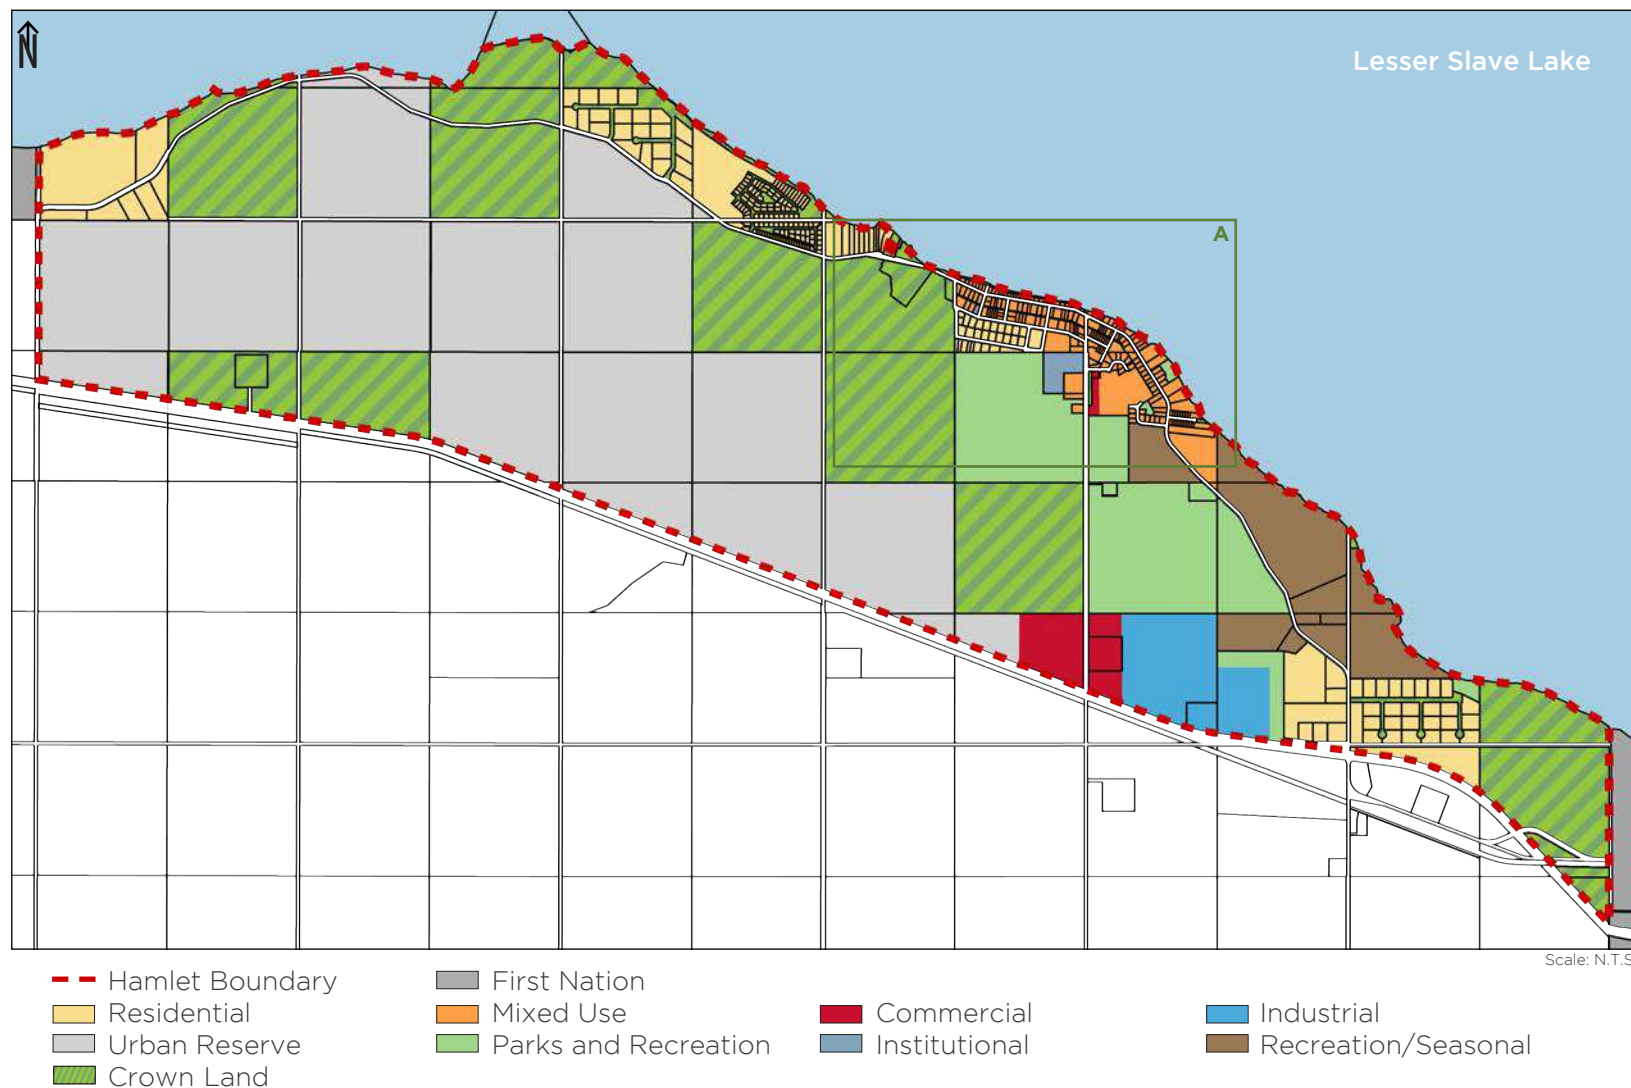 N
Lesser Slave Lake
A
Scale: N.T.S
Hamlet Boundary
First Nation
Residential
Mixed Use
Commercial
Industrial
Urban Reserve
Parks and Recreation
Institutional
Recreation/Seasonal
Crown Land